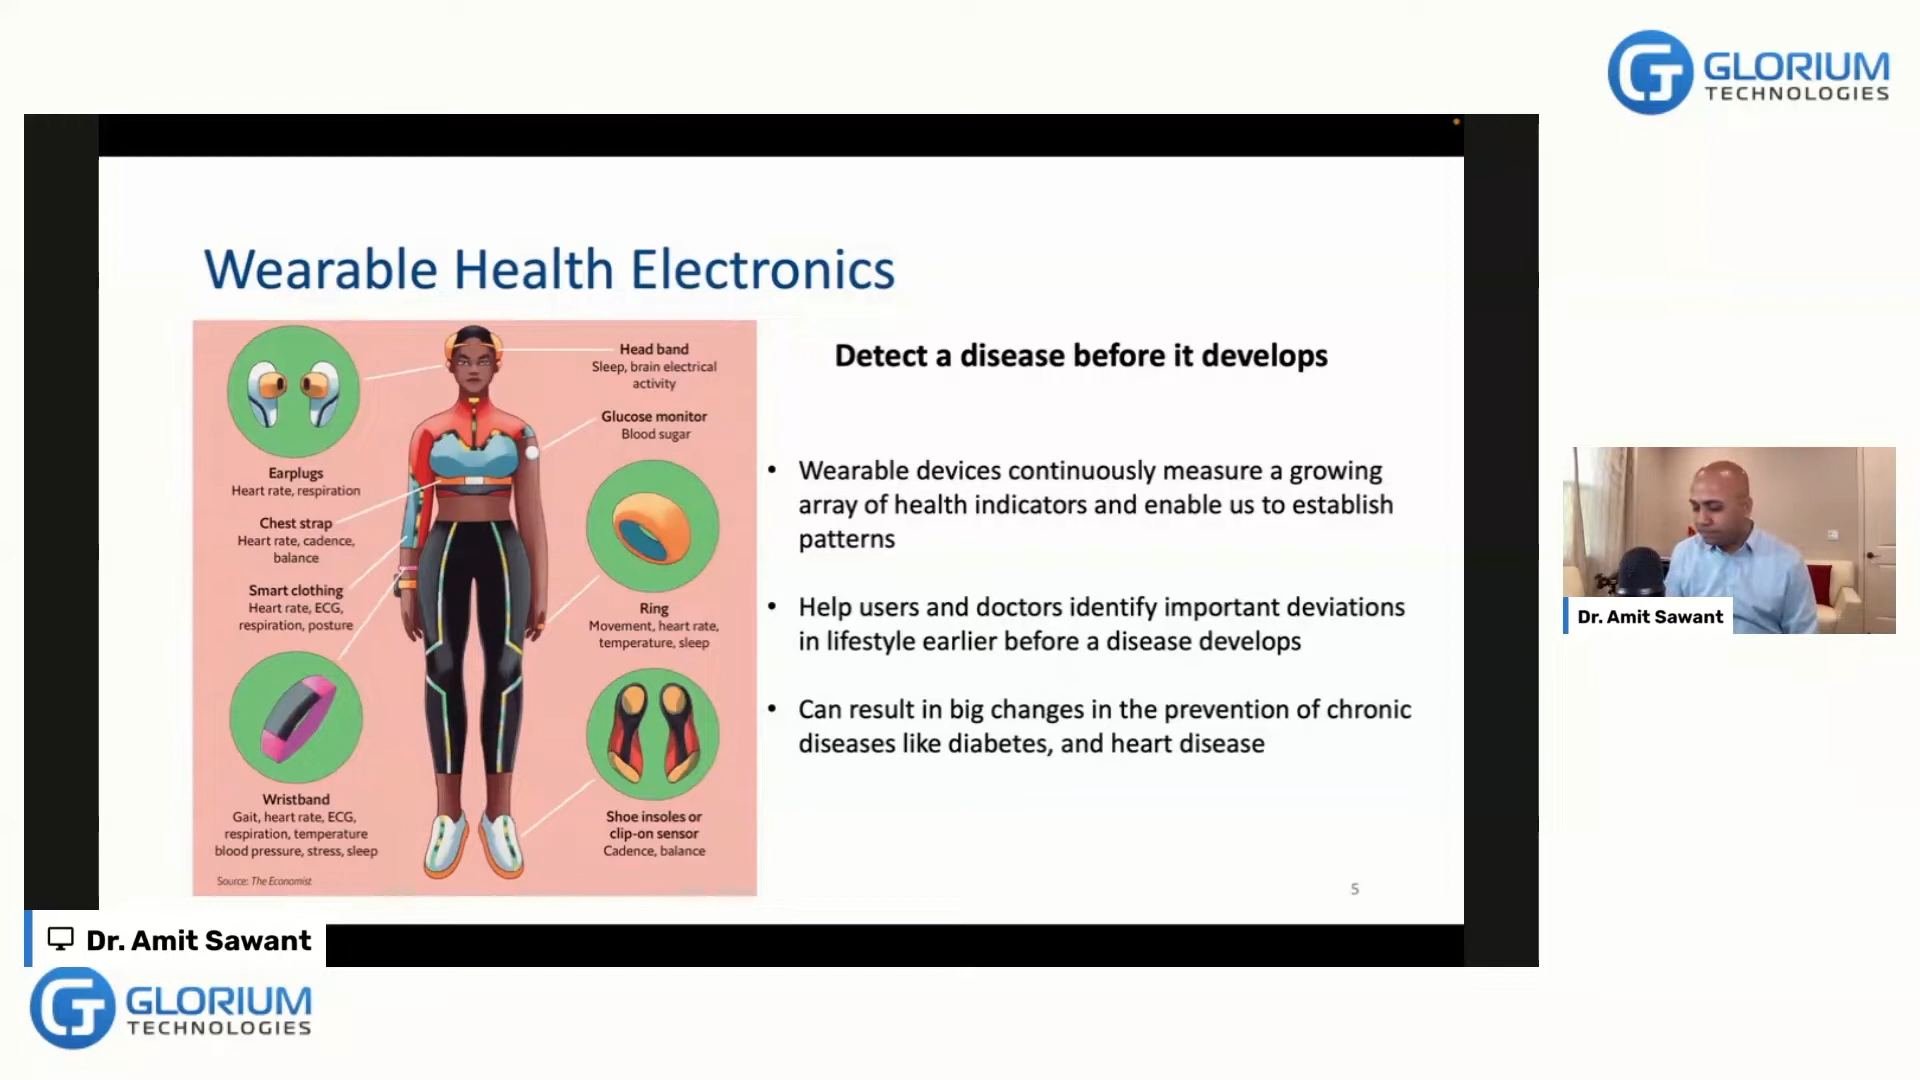 GLORIUM
TECHNOLOGIES
Wearable Health Electronics
Head band
Sleep, brain electrical
activity
Glucose monitor
Blood sugar
Earplugs
Heart rate, respiration
Chest strap
Heart rate, cadence,
balance
Smart clothing
Heart rate, ECG,
respiration, posture
Ring
Movement, heart rate,
temperature, sleep
Wristband
Gait, heart rate, ECG,
respiration, temperature
blood pressure, stress, sleep
Shoe insoles or
clip-on sensor
Cadence, balance
Source: The Economist
Detect a disease before it develops
• Wearable devices continuously measure a growing
array of health indicators and enable us to establish
patterns
• Help users and doctors identify important deviations
in lifestyle earlier before a disease develops
• Can result in big changes in the prevention of chronic
diseases like diabetes, and heart disease
5
Dr. Amit Sawant
Dr. Amit Sawant
GLORIUM
TECHNOLOGIES